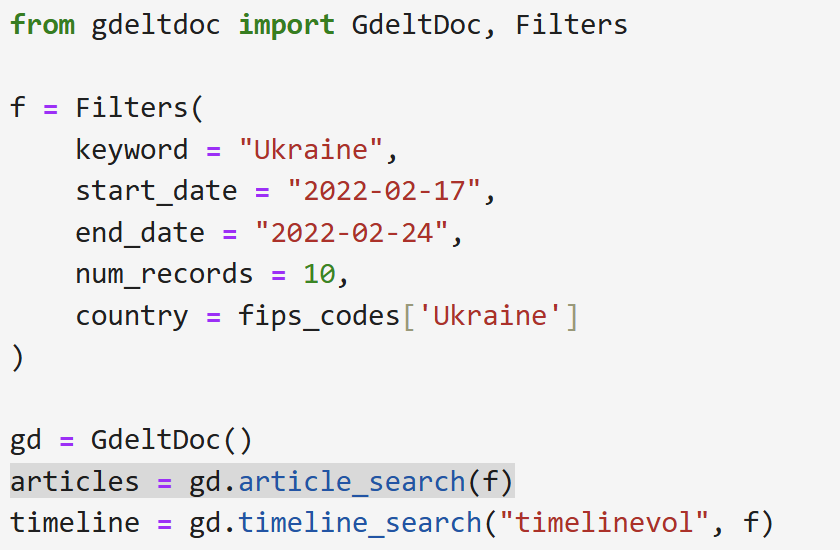 from gdeltdoc import GdeltDoc, Filters
f = Filters(
    keyword = "Ukraine",
    start_date = "2022-02-17",
    end_date = "2022-02-24",
    num_records = 10,
    country = fips_codes['Ukraine']
)
gd = GdeltDoc()
articles = gd.article_search(f)
timeline = gd.timeline_search("timelinevol", f)